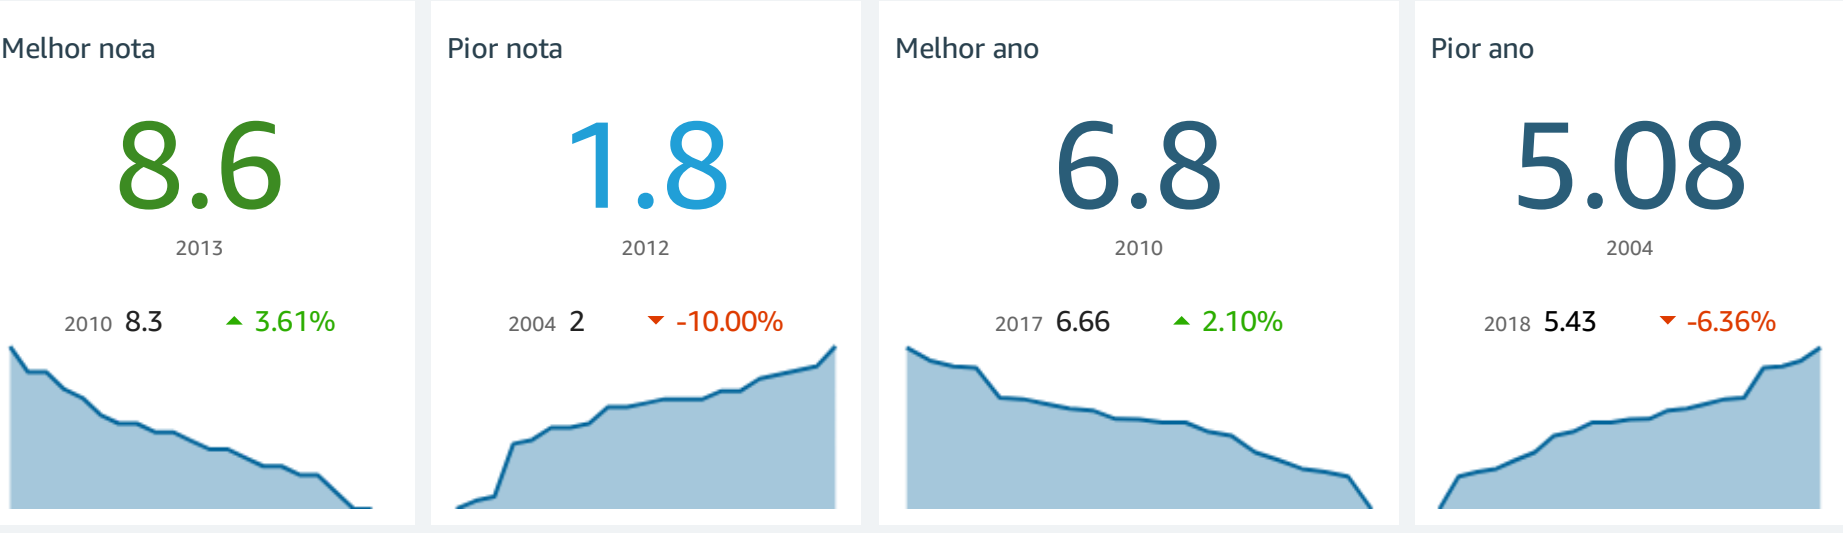 Melhor nota
8.6
2013
2010 8.3 3.61%
Pior nota
1.8
2012
2004 2 -10.00%
Melhor ano
6.8
2010
2017 6.66 2.10%
Pior ano
5.08
2004
2018 5.43 -6.36%